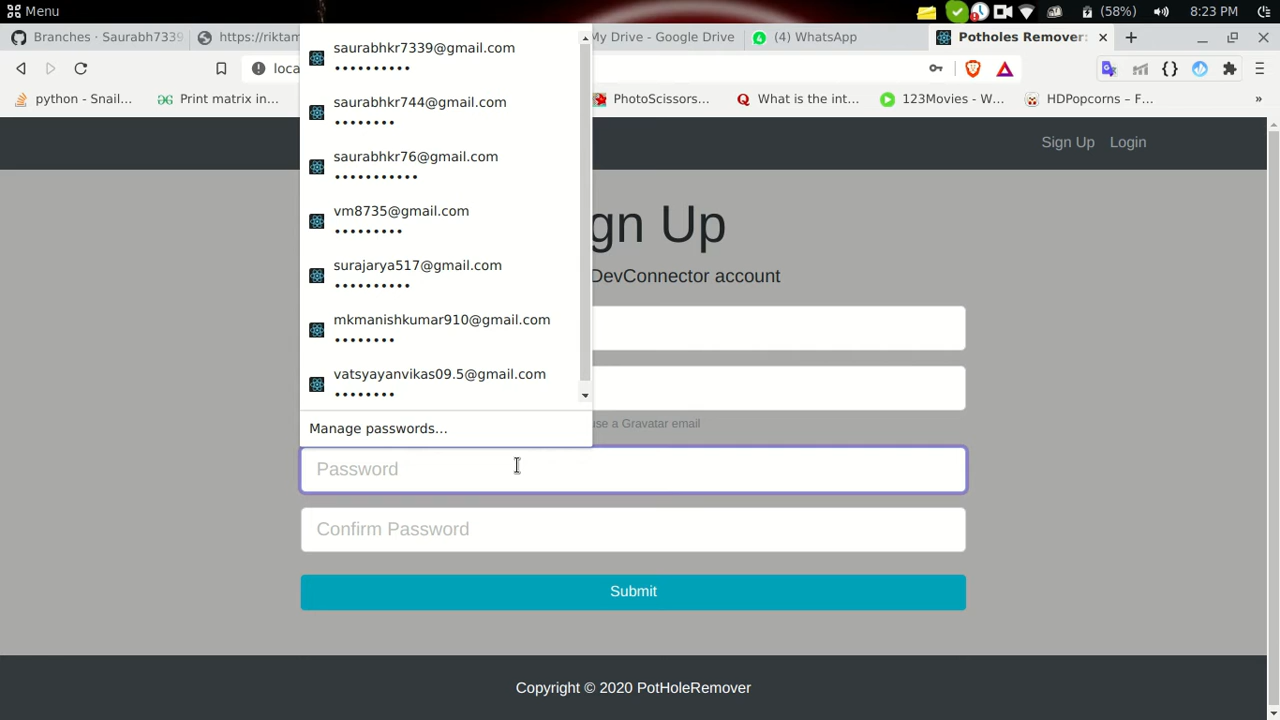 Menu
(58%)
8:23 PM
Branches · Saurabh7339
https://riktam
My Drive - Google Drive
(4) WhatsApp
Potholes Remover:
loca
python - Snail...
Print matrix in...
PhotoScissors...
What is the int...
123Movies - W...
HDPopcorns – F...
»
Sign Up
Login
saurabhkr7339@gmail.com
••••••••••
saurabhkr744@gmail.com
••••••••
saurabhkr76@gmail.com
•••••••••••
vm8735@gmail.com
•••••••••
surajarya517@gmail.com
••••••••••
mkmanishkumar910@gmail.com
••••••••
vatsyayanvikas09.5@gmail.com
••••••••
Manage passwords...
gn Up
DevConnector account
use a Gravatar email
Password
Confirm Password
Submit
Copyright © 2020 PotHoleRemover